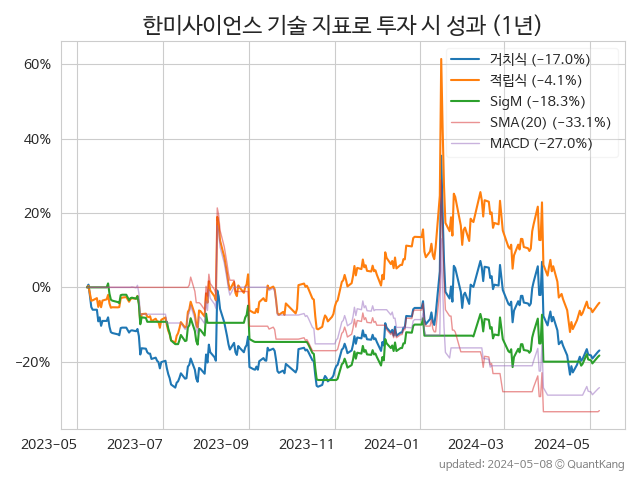 한미사이언스 기술 지표로 투자 시 성과 (1년)
60%
40%
20%
0%
−20%
거치식 (−17.0%)
적립식 (−4.1%)
SigM (−18.3%)
SMA(20) (−33.1%)
MACD (−27.0%)
2023-05
2023-07
2023-09
2023-11
2024-01
2024-03
2024-05
updated: 2024-05-08 © QuantKang